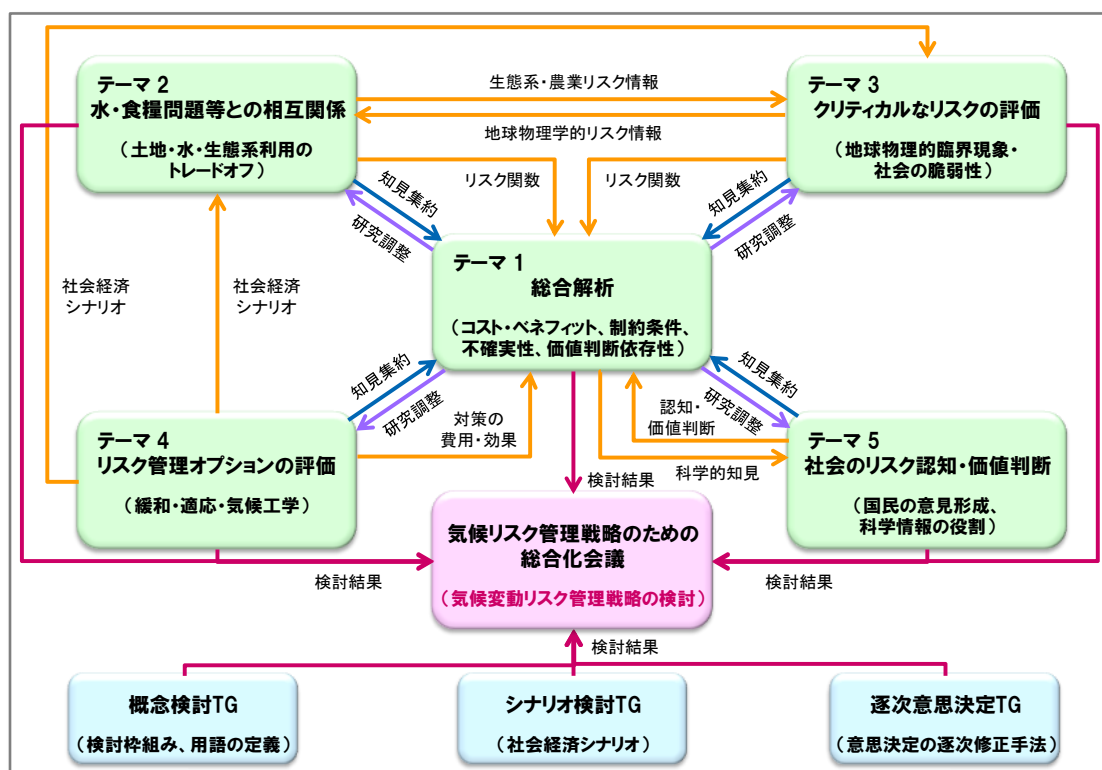 テーマ 2
水・食糧問題等との相互関係
（土地・水・生態系利用の
トレードオフ）
生態系・農業リスク情報
地球物理学的リスク情報
テーマ 3
クリティカルなリスクの評価
（地球物理的臨界現象・
社会の脆弱性）
リスク関数
リスク関数
知見集約
研究調整
知見集約
研究調整
テーマ 1
総合解析
（コスト・ベネフィット、制約条件、
不確実性、価値判断依存性）
社会経済
シナリオ
社会経済
シナリオ
知見集約
研究調整
知見集約
研究調整
対策の
費用・効果
認知・
価値判断
テーマ 4
リスク管理オプションの評価
（緩和・適応・気候工学）
検討結果
科学的知見
テーマ 5
社会のリスク認知・価値判断
（国民の意見形成、
科学情報の役割）
気候リスク管理戦略のための
総合化会議
（気候変動リスク管理戦略の検討）
検討結果
検討結果
検討結果
概念検討TG
（検討枠組み、用語の定義）
シナリオ検討TG
（社会経済シナリオ）
逐次意思決定TG
（意思決定の逐次修正手法）